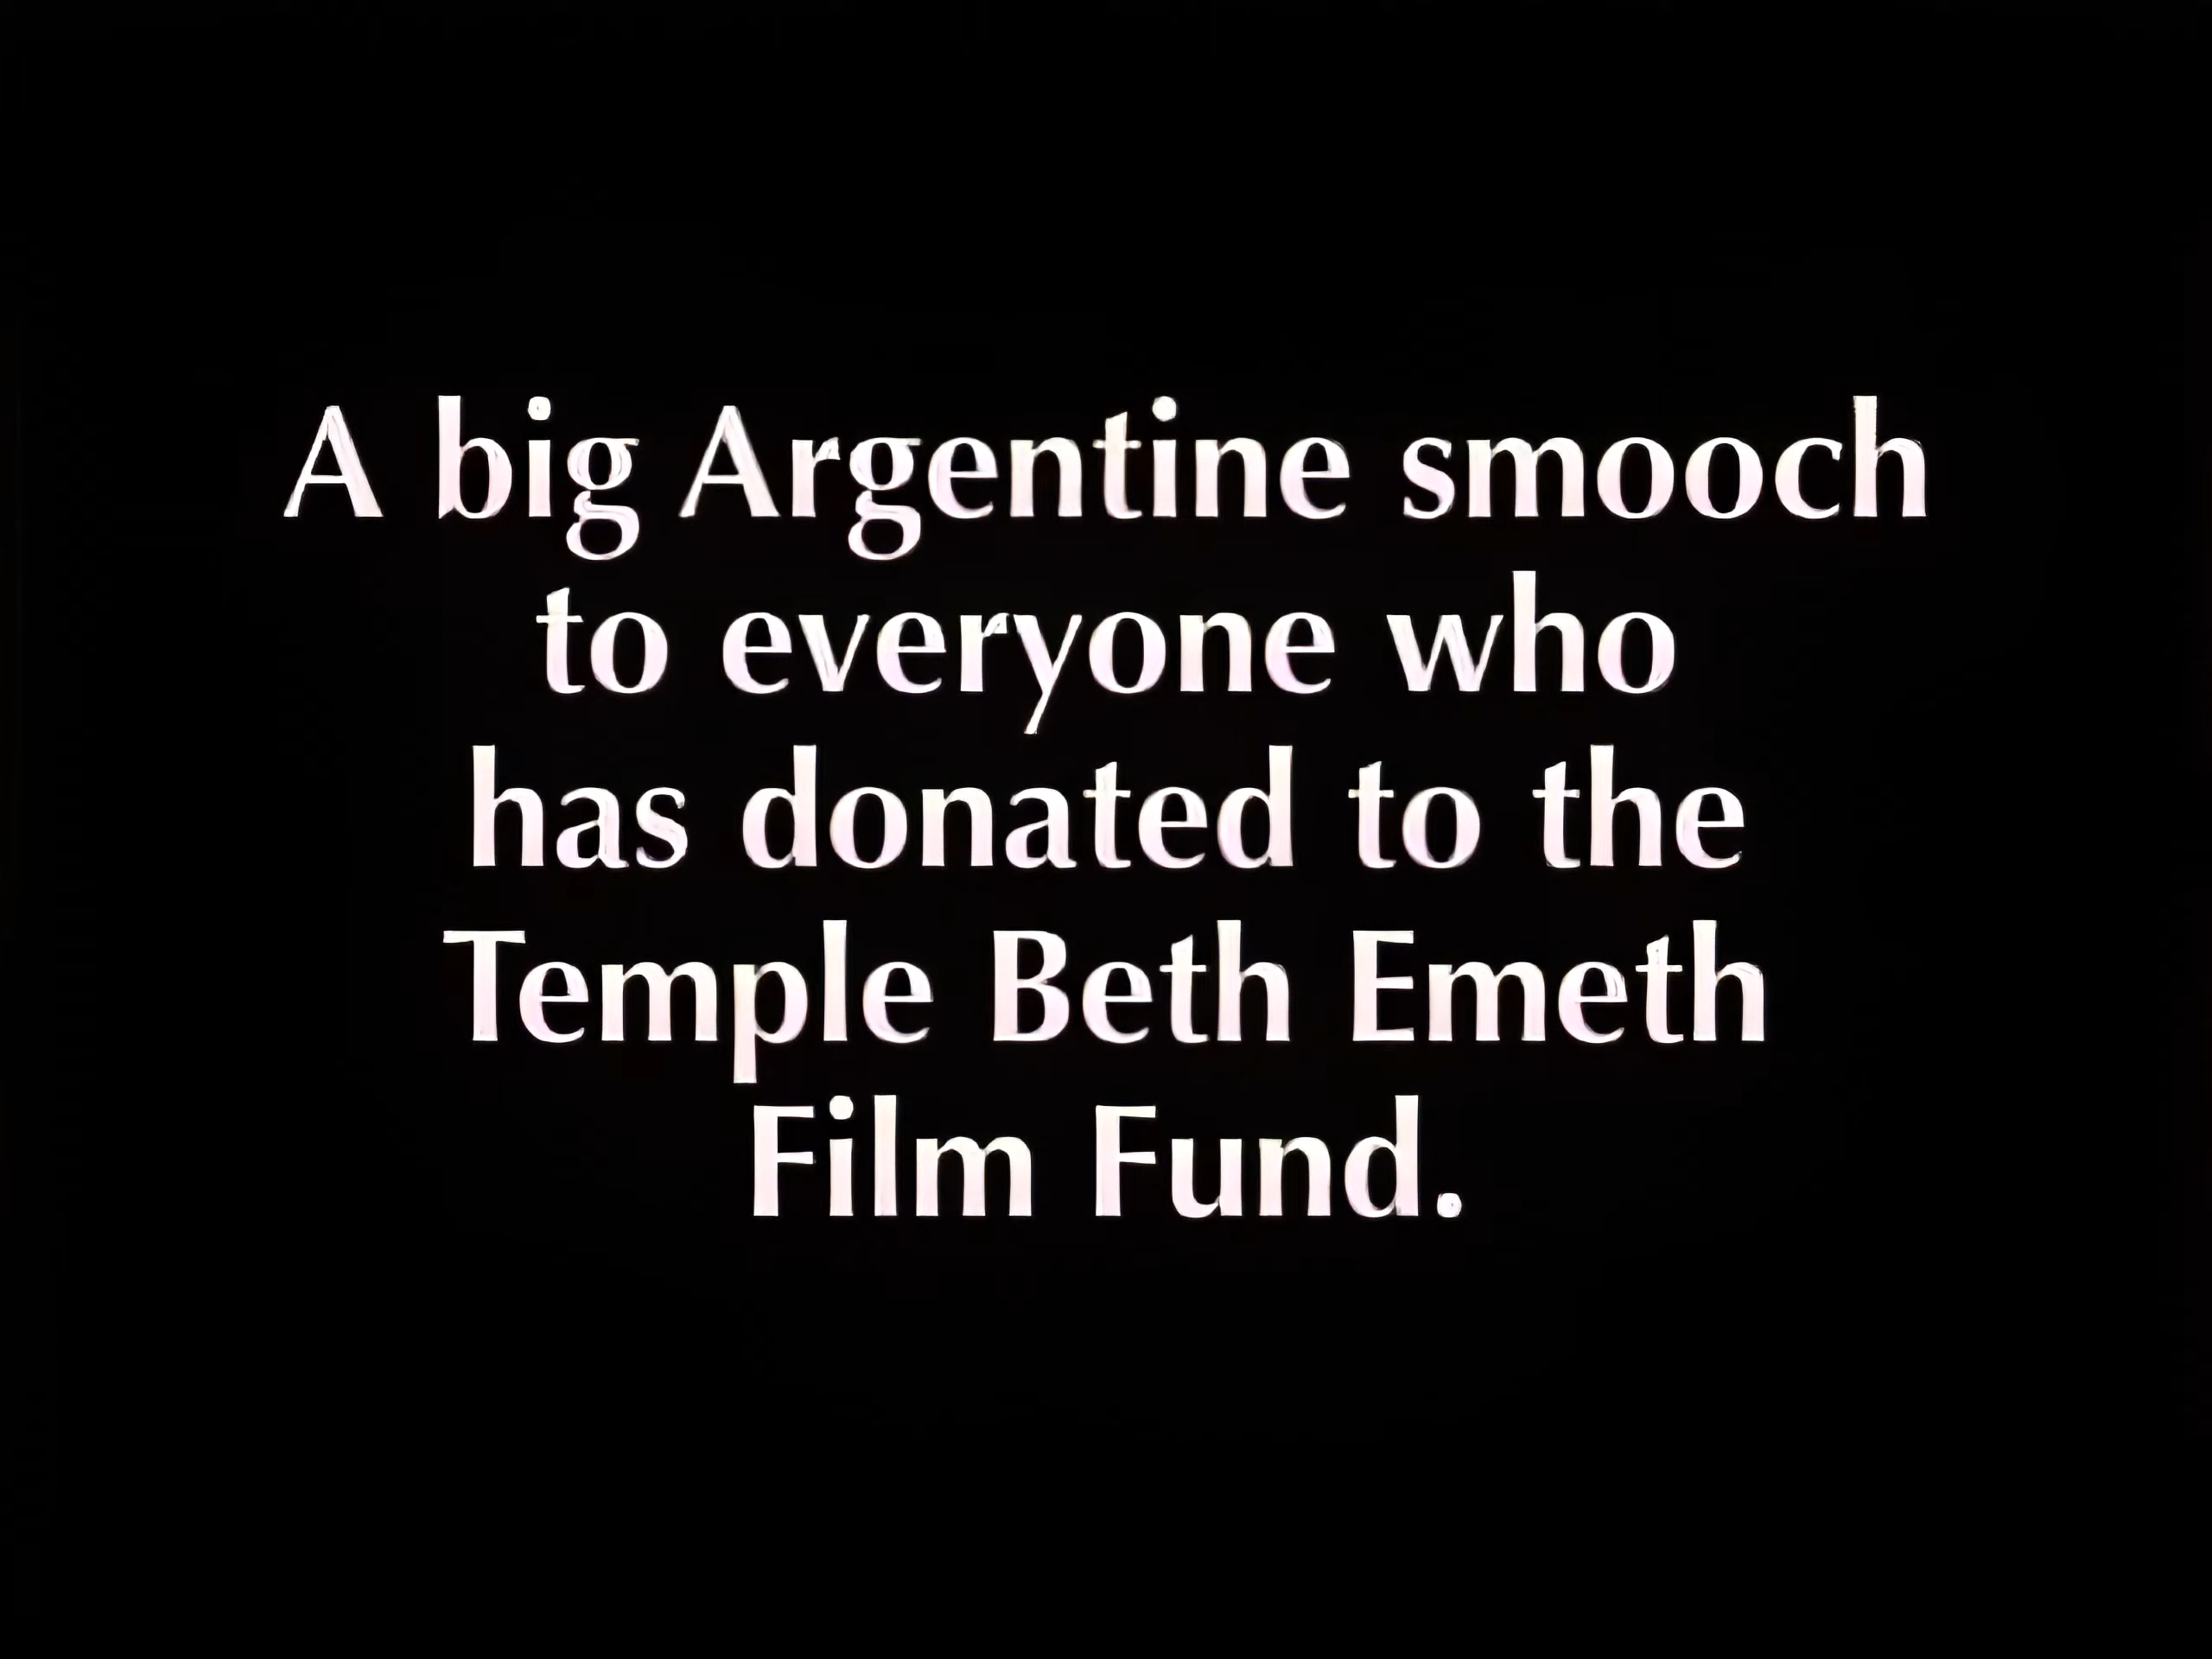 A big Argentine smooch
to everyone who
has donated to the
Temple Beth Emeth
Film Fund.